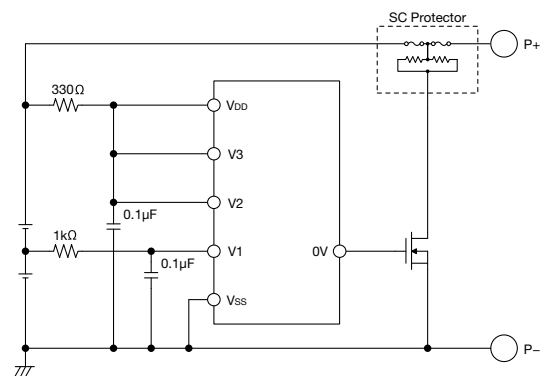 SC Protector
P+
330Ω
VDD
V3
V2
0.1μF
1kΩ
V1
0V
0.1μF
VSS
P−